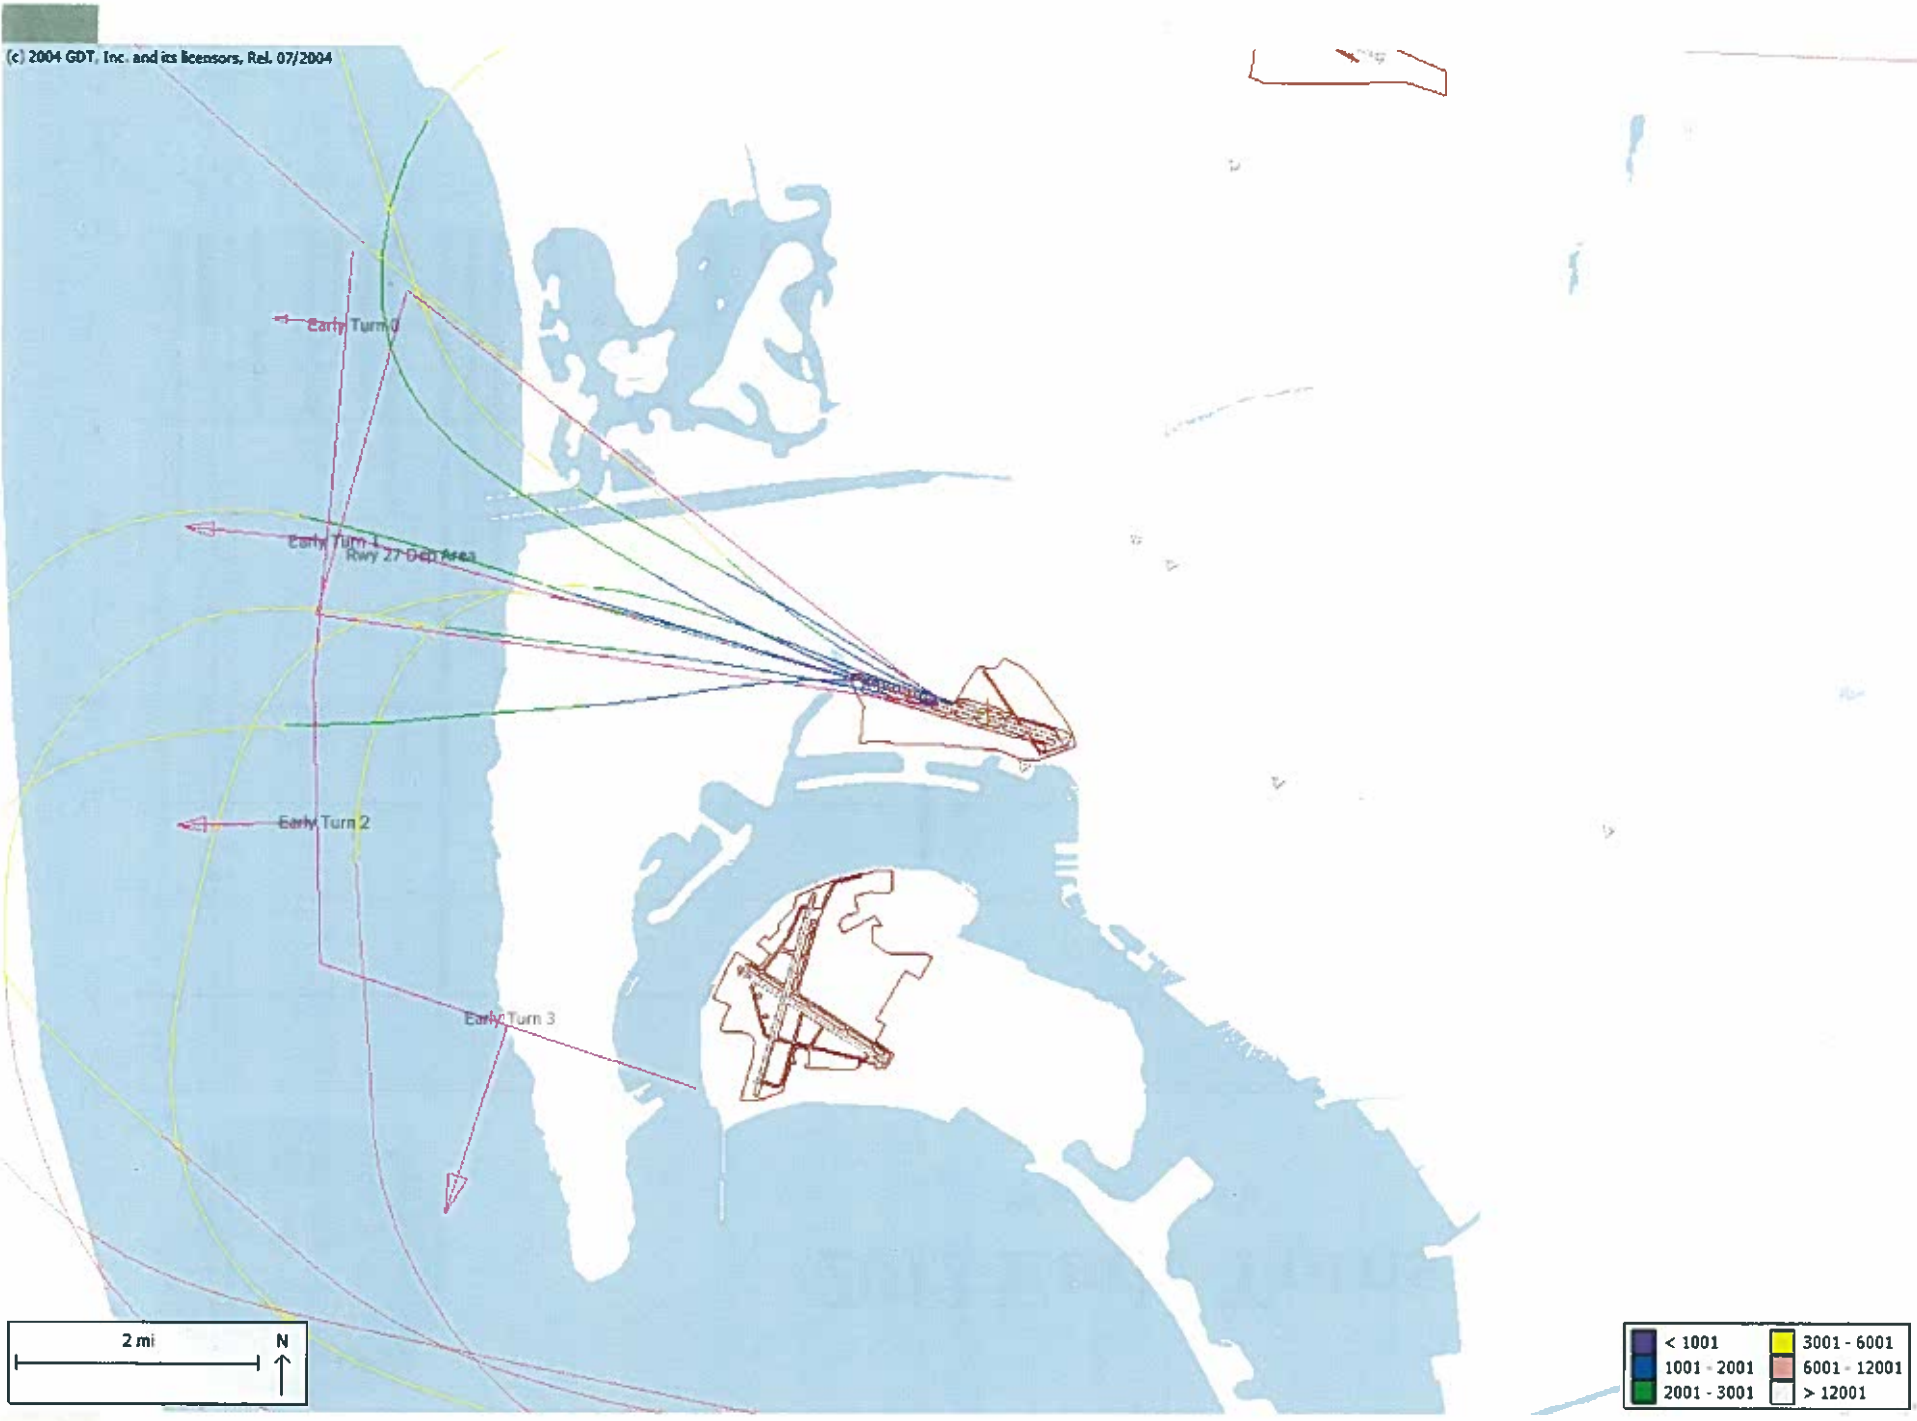 (c) 2004 GDT, Inc. and its licensors, Rel. 07/2004
Early Turn 0
Early Turn 1
Rwy 27 Dep Area
Early Turn 2
Early Turn 3
2 mi
N
< 1001
1001 - 2001
2001 - 3001
3001 - 6001
6001 - 12001
> 12001